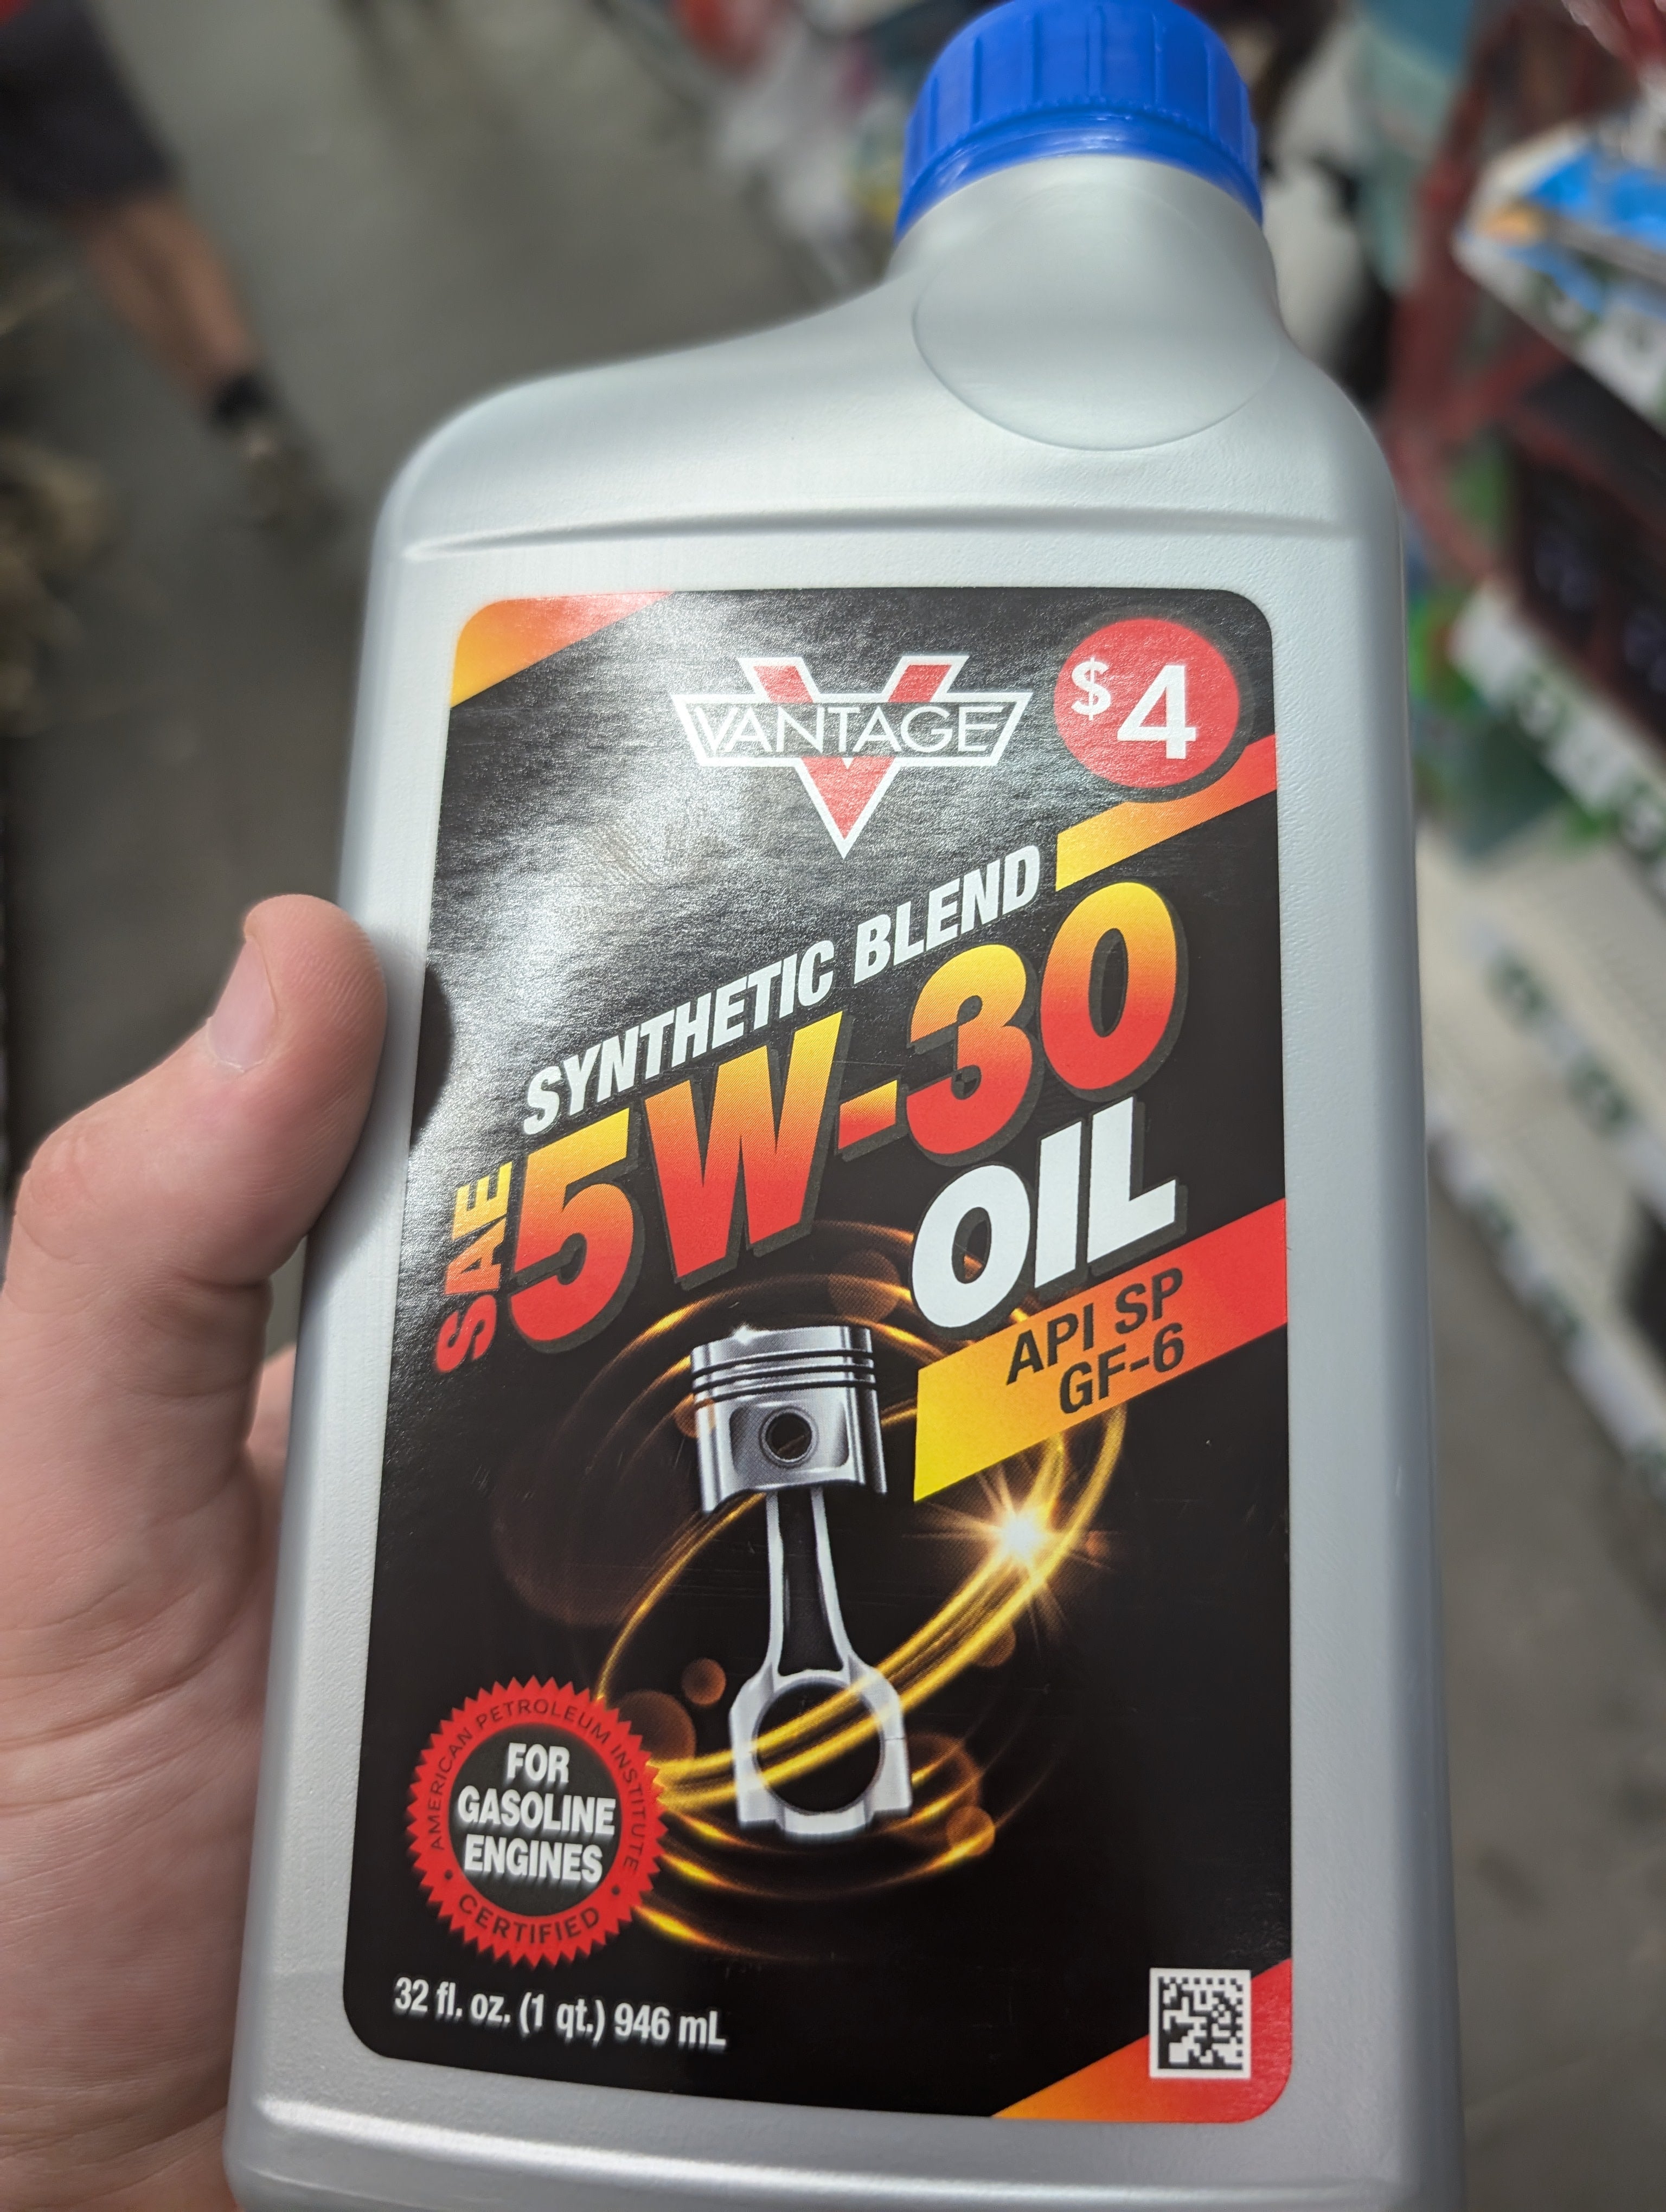 VANTAGE
$4
SYNTHETIC BLEND
SAE 5W-30
OIL
API SP
GF-6
AMERICAN PETROLEUM INSTITUTE
FOR
GASOLINE
ENGINES
CERTIFIED
32 fl. oz. (1 qt.) 946 mL